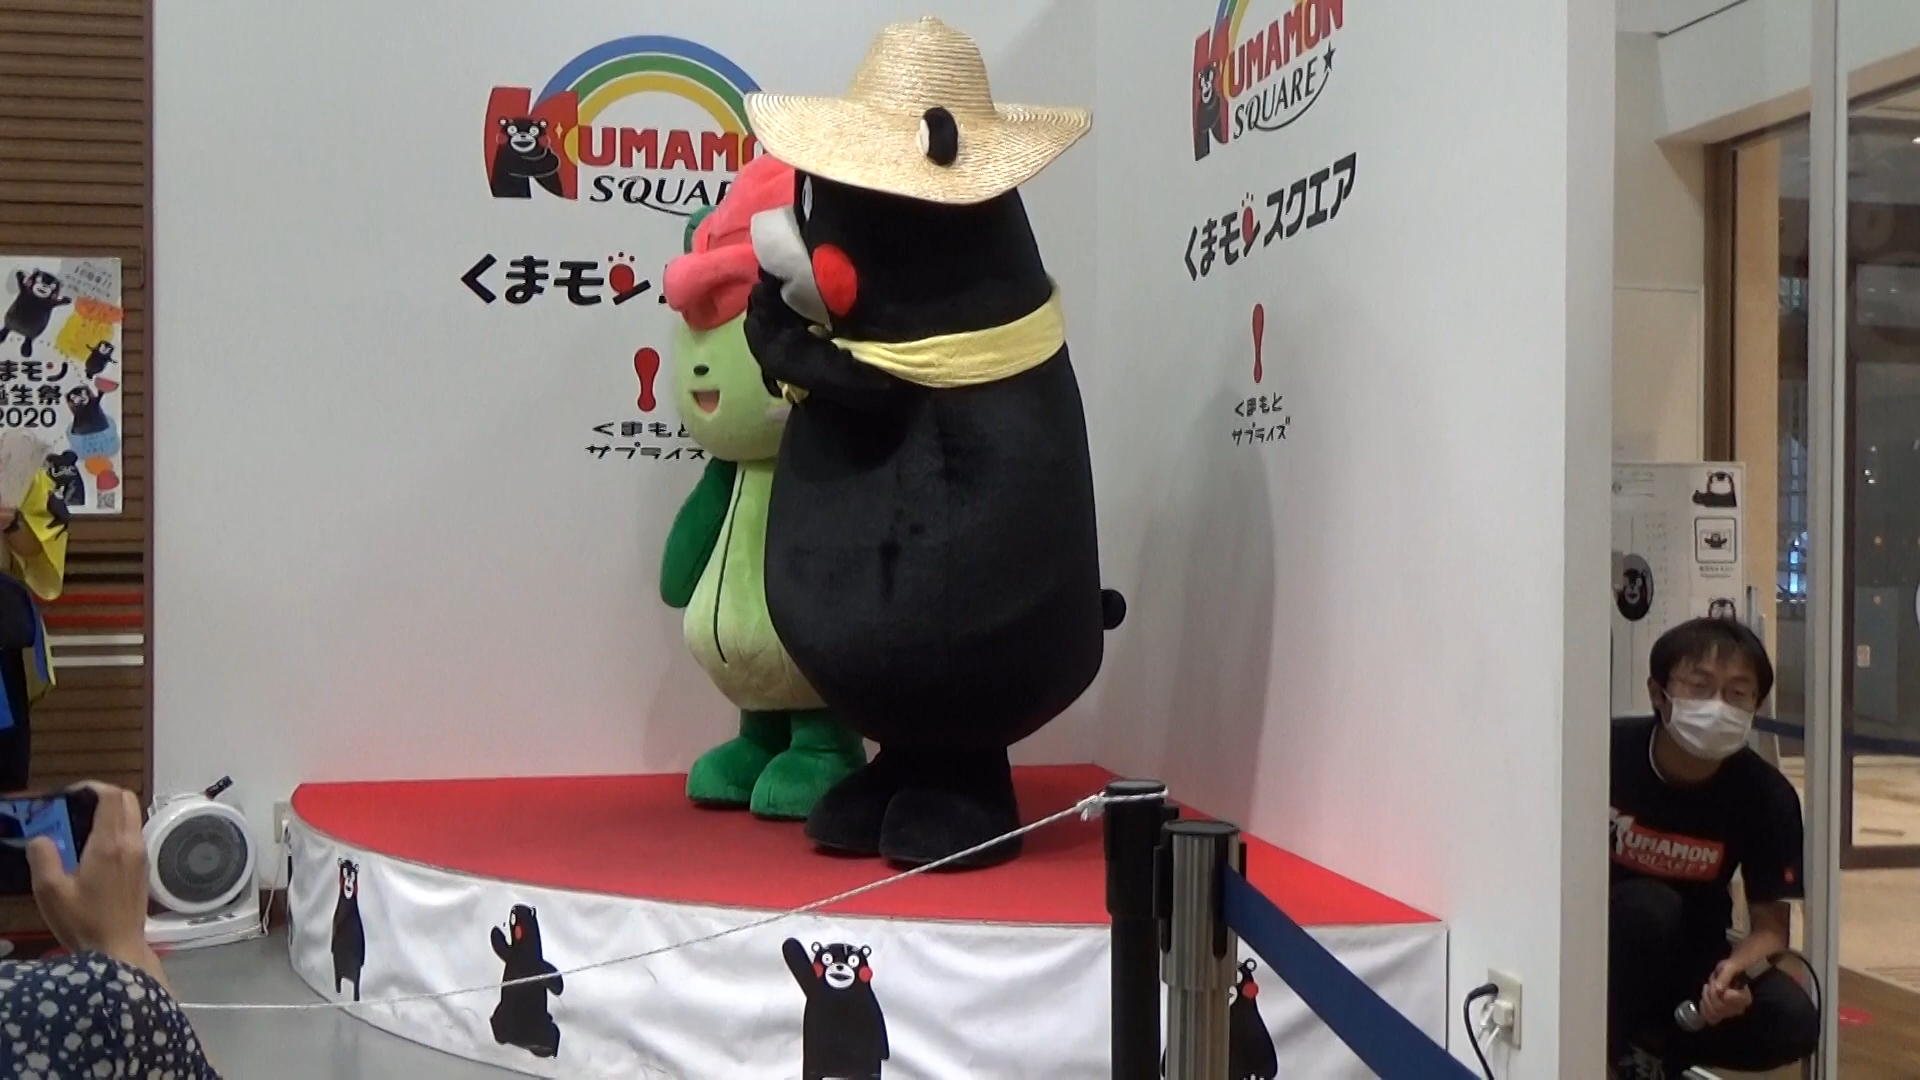 KUMAMO
SQUAR
くまモン
くまもと
サプライズ
KUMAMON
SQUARE
くまモンスクエア
くまもと
サプライズ
まモン
誕生祭
2020
KUMAMON
SQUARE